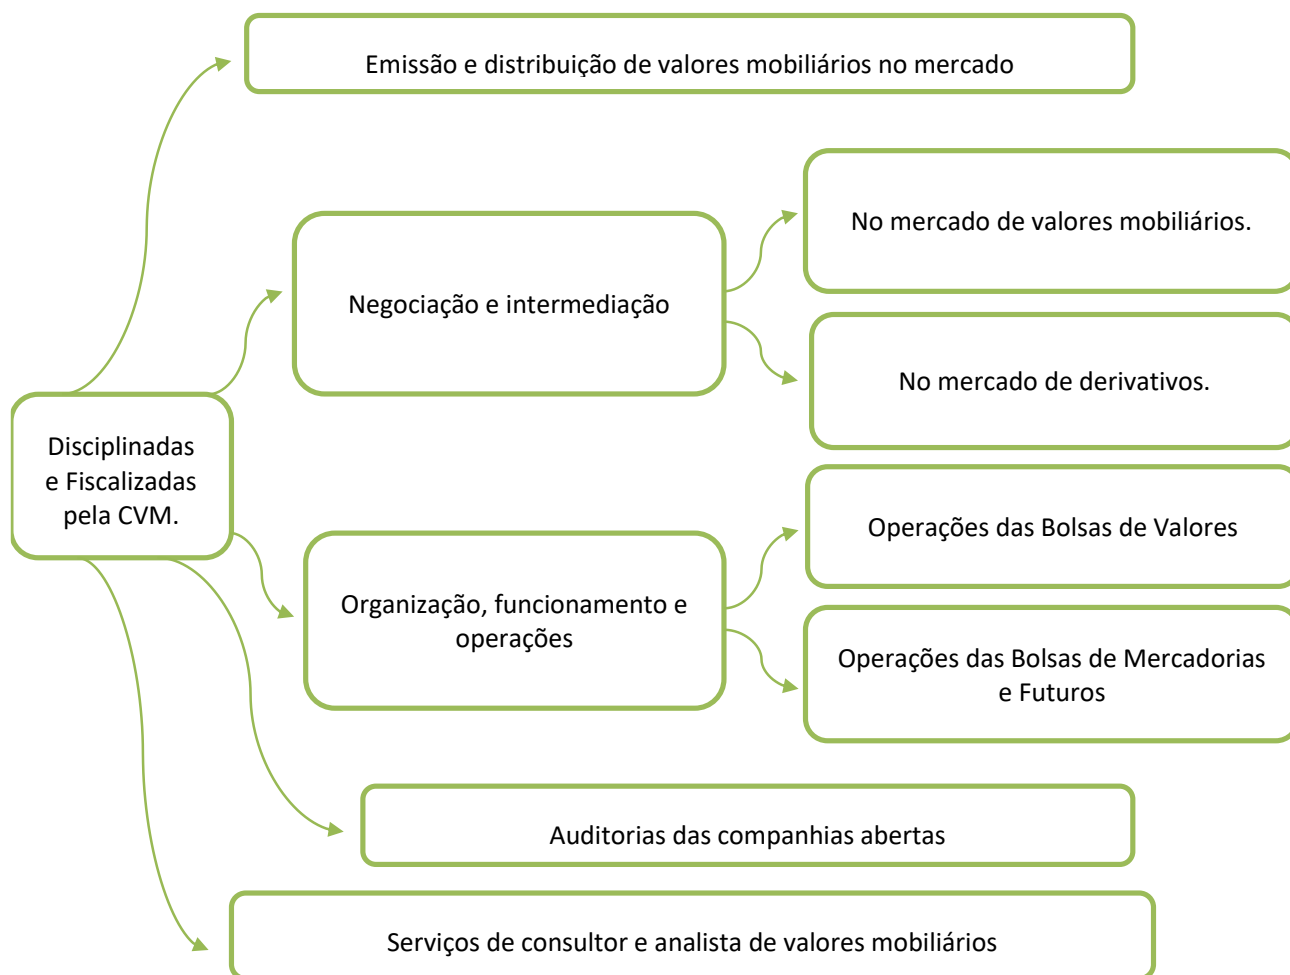 Emissão e distribuição de valores mobiliários no mercado
No mercado de valores mobiliários.
Negociação e intermediação
No mercado de derivativos.
Disciplinadas
e Fiscalizadas
pela CVM.
Operações das Bolsas de Valores
Organização, funcionamento e
operações
Operações das Bolsas de Mercadorias
e Futuros
Auditorias das companhias abertas
Serviços de consultor e analista de valores mobiliários